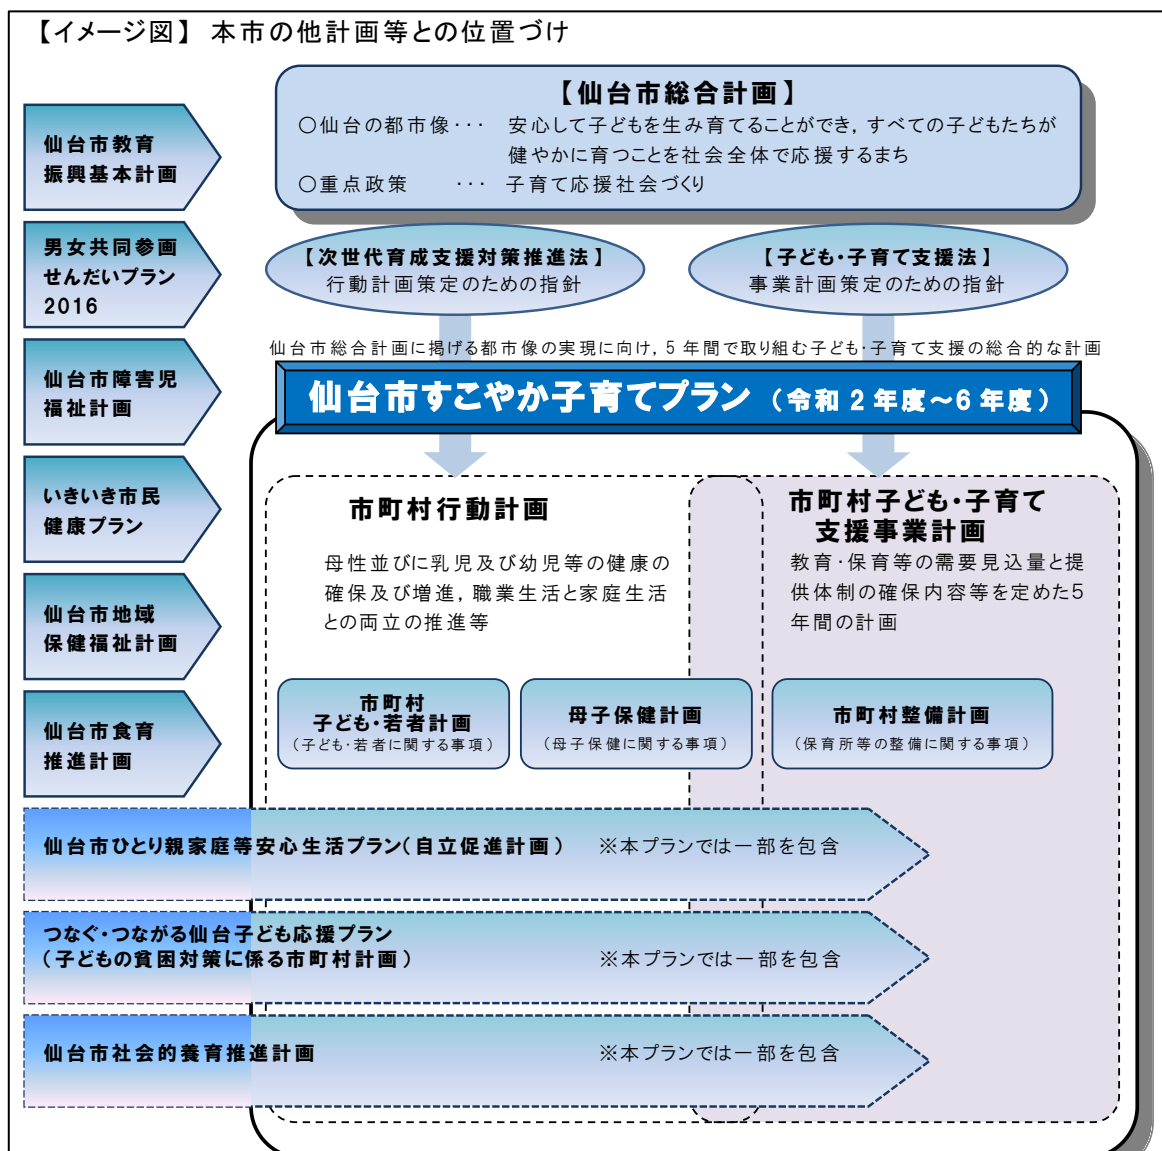 【イメージ図】 本市の他計画等との位置づけ
【仙台市総合計画】
○仙台の都市像･･･ 安心して子どもを生み育てることができ，すべての子どもたちが
健やかに育つことを社会全体で応援するまち
○重点政策 ･･･ 子育て応援社会づくり
仙台市教育
振興基本計画
男女共同参画
せんだいプラン
2016
仙台市障害児
福祉計画
いきいき市民
健康プラン
仙台市地域
保健福祉計画
仙台市食育
推進計画
【次世代育成支援対策推進法】
行動計画策定のための指針
【子ども・子育て支援法】
事業計画策定のための指針
仙台市総合計画に掲げる都市像の実現に向け，5年間で取り組む子ども・子育て支援の総合的な計画
仙台市すこやか子育てプラン（令和2年度～6年度）
市町村行動計画
母性並びに乳児及び幼児等の健康の
確保及び増進，職業生活と家庭生活
との両立の推進等
市町村子ども・子育て
支援事業計画
教育・保育等の需要見込量と提
供体制の確保内容等を定めた5
年間の計画
市町村
子ども・若者計画
（子ども・若者に関する事項）
母子保健計画
（母子保健に関する事項）
市町村整備計画
（保育所等の整備に関する事項）
仙台市ひとり親家庭等安心生活プラン（自立促進計画） ※本プランでは一部を包含
つなぐ・つながる仙台子ども応援プラン
（子どもの貧困対策に係る市町村計画） ※本プランでは一部を包含
仙台市社会的養育推進計画 ※本プランでは一部を包含